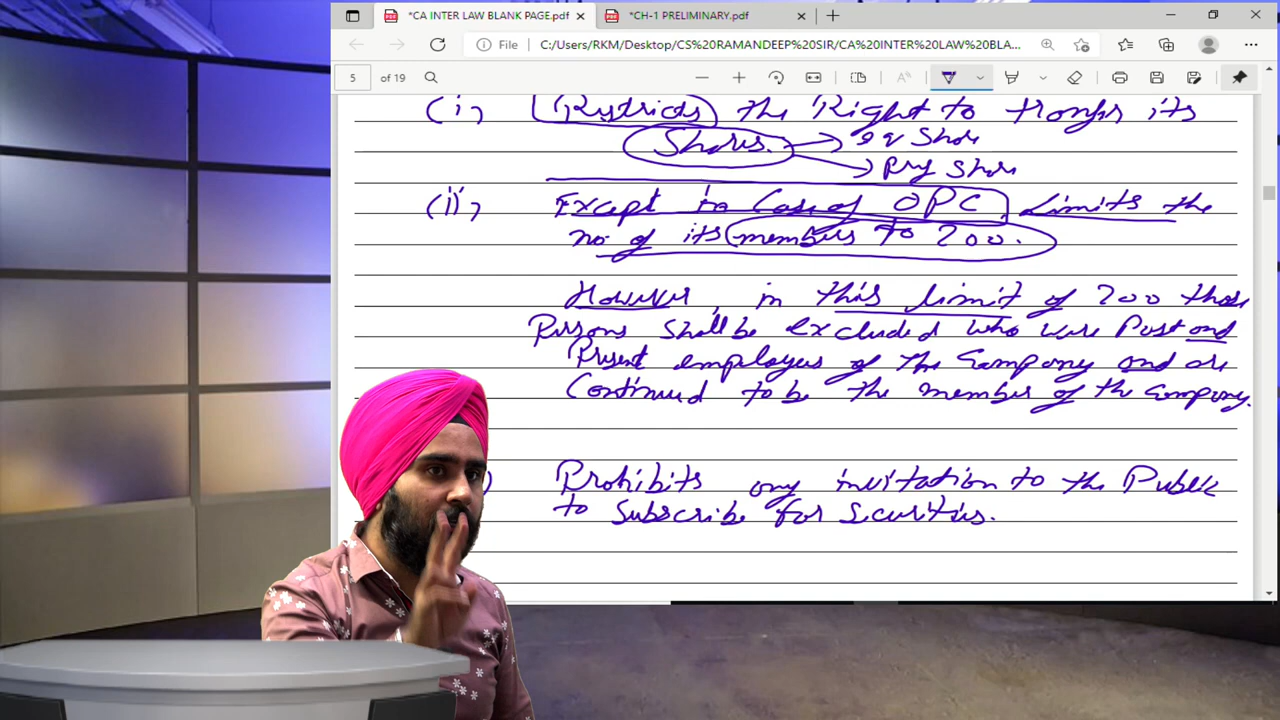 *CA INTER LAW BLANK PAGE.pdf
*CH-1 PRELIMINARY.pdf
File
C:/Users/RKM/Desktop/CS%20RAMANDEEP%20SIR/CA%20INTER%20LAW%20BLA...
5 of 19
(i) Restricts the Right to transfer its
Shares. → eq Share
→ Pref Share
(ii) Except in Case of OPC, Limits the
no. of its members to 200.
However, in this limit of 200 those
Persons shall be excluded who were Past and
Present employees of the Company and are
Continued to be the member of the Company.
) Prohibits any invitation to the Public
to Subscribe for Securities.